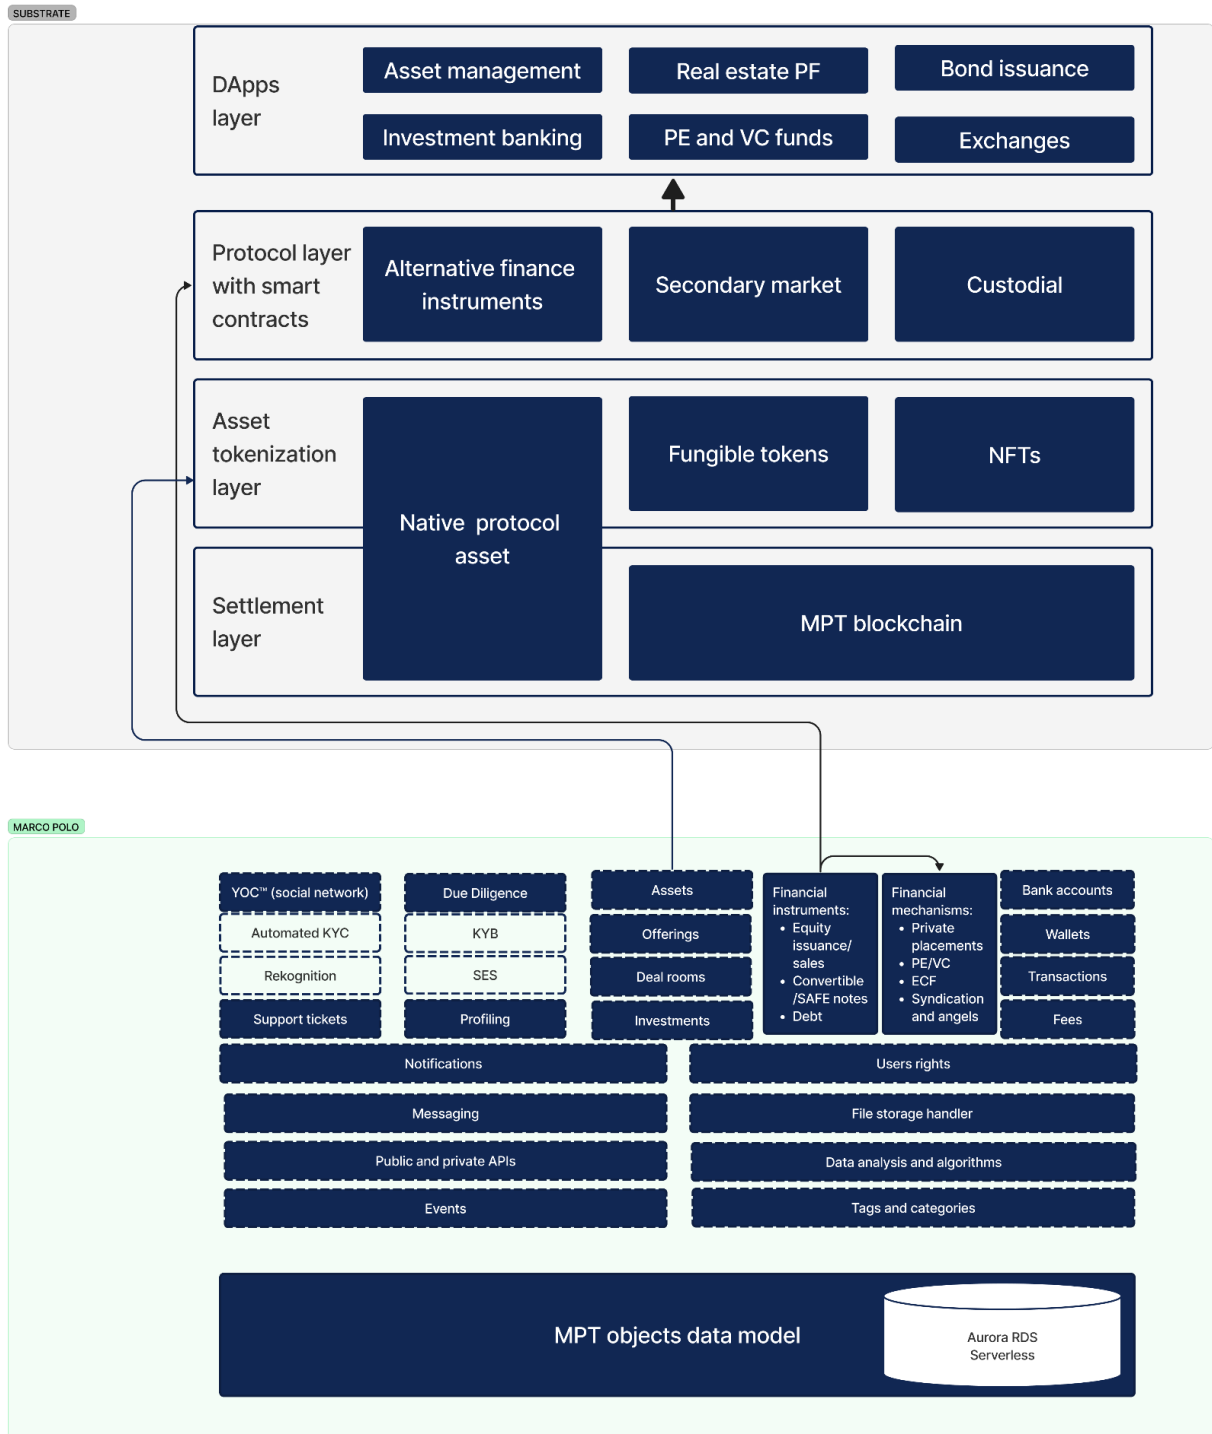 SUBSTRATE
DApps
layer
Asset management
Real estate PF
Bond issuance
Investment banking
PE and VC funds
Exchanges
Protocol layer
with smart
contracts
Alternative finance
instruments
Secondary market
Custodial
Asset
tokenization
layer
Native protocol
asset
Fungible tokens
NFTs
Settlement
layer
MPT blockchain
MARCO POLO
YOC™ (social network)
Automated KYC
Rekognition
Support tickets
Due Diligence
KYB
SES
Profiling
Assets
Offerings
Deal rooms
Investments
Financial
instruments:
• Equity
issuance/
sales
• Convertible
/SAFE notes
• Debt
Financial
mechanisms:
• Private
placements
• PE/VC
• ECF
• Syndication
and angels
Bank accounts
Wallets
Transactions
Fees
Notifications
Users rights
Messaging
File storage handler
Public and private APIs
Data analysis and algorithms
Events
Tags and categories
MPT objects data model
Aurora RDS
Serverless